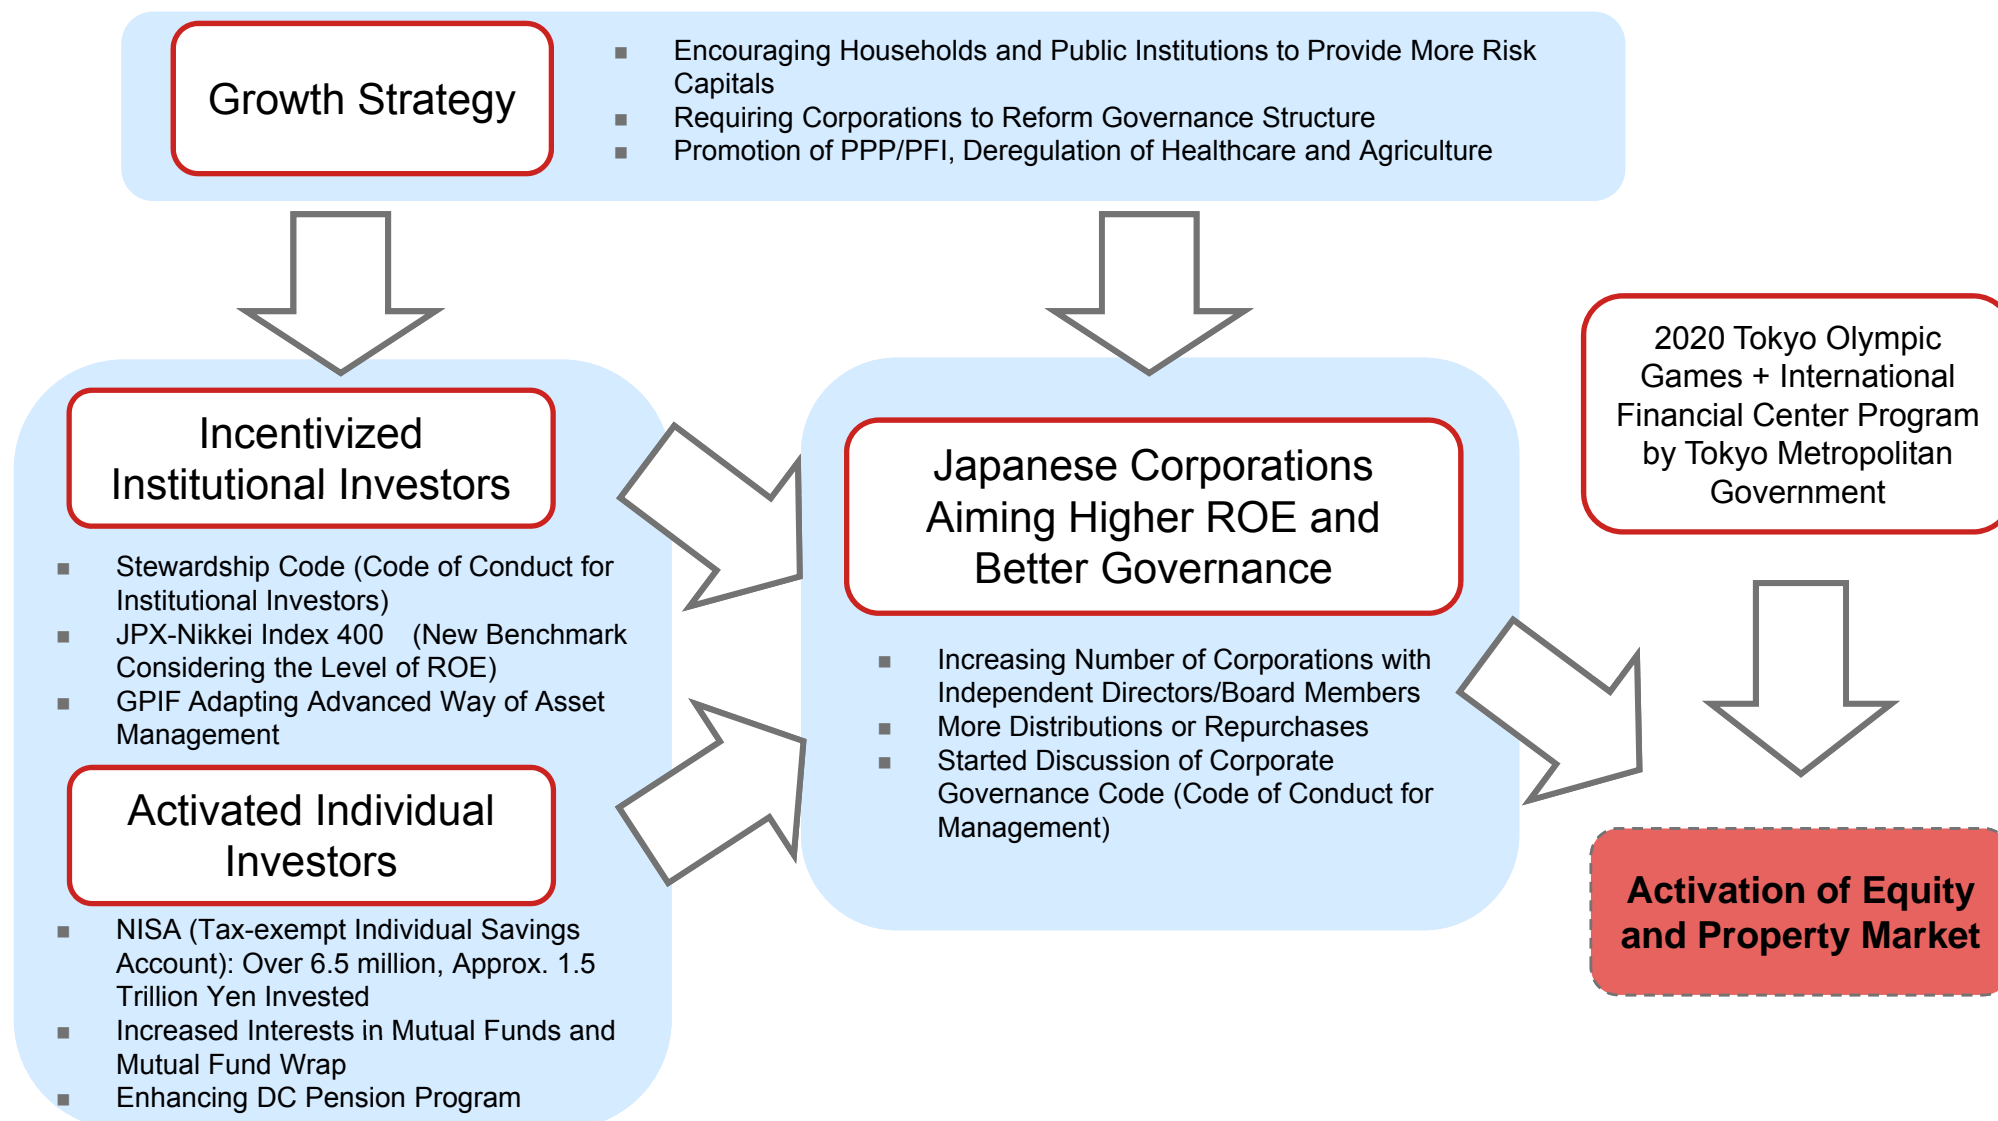 Growth Strategy
Encouraging Households and Public Institutions to Provide More Risk
Capitals
Requiring Corporations to Reform Governance Structure
Promotion of PPP/PFI, Deregulation of Healthcare and Agriculture
Incentivized
Institutional Investors
Stewardship Code (Code of Conduct for
Institutional Investors)
JPX-Nikkei Index 400 (New Benchmark
Considering the Level of ROE)
GPIF Adapting Advanced Way of Asset
Management
Activated Individual
Investors
NISA (Tax-exempt Individual Savings
Account): Over 6.5 million, Approx. 1.5
Trillion Yen Invested
Increased Interests in Mutual Funds and
Mutual Fund Wrap
Enhancing DC Pension Program
Japanese Corporations
Aiming Higher ROE and
Better Governance
Increasing Number of Corporations with
Independent Directors/Board Members
More Distributions or Repurchases
Started Discussion of Corporate
Governance Code (Code of Conduct for
Management)
2020 Tokyo Olympic
Games + International
Financial Center Program
by Tokyo Metropolitan
Government
Activation of Equity
and Property Market